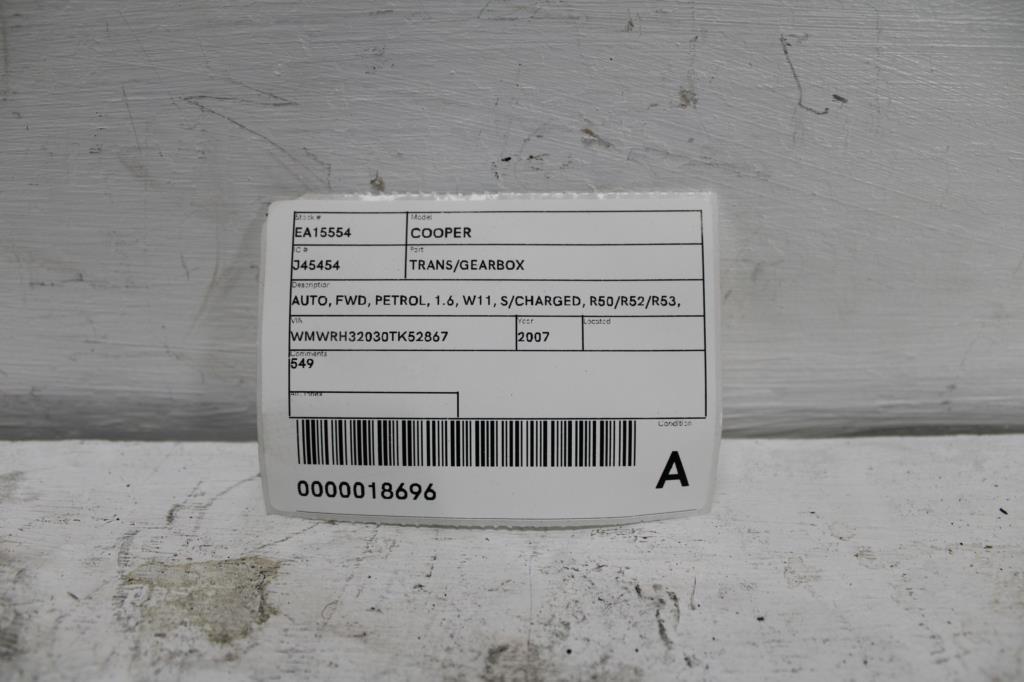 Stock # Model
EA15554 COOPER
IC # Part
J45454 TRANS/GEARBOX
Description
AUTO, FWD, PETROL, 1.6, W11, S/CHARGED, R50/R52/R53,
VIN Year Located
WMWRH32030TK52867 2007
Comments
549
Condition
A
0000018696